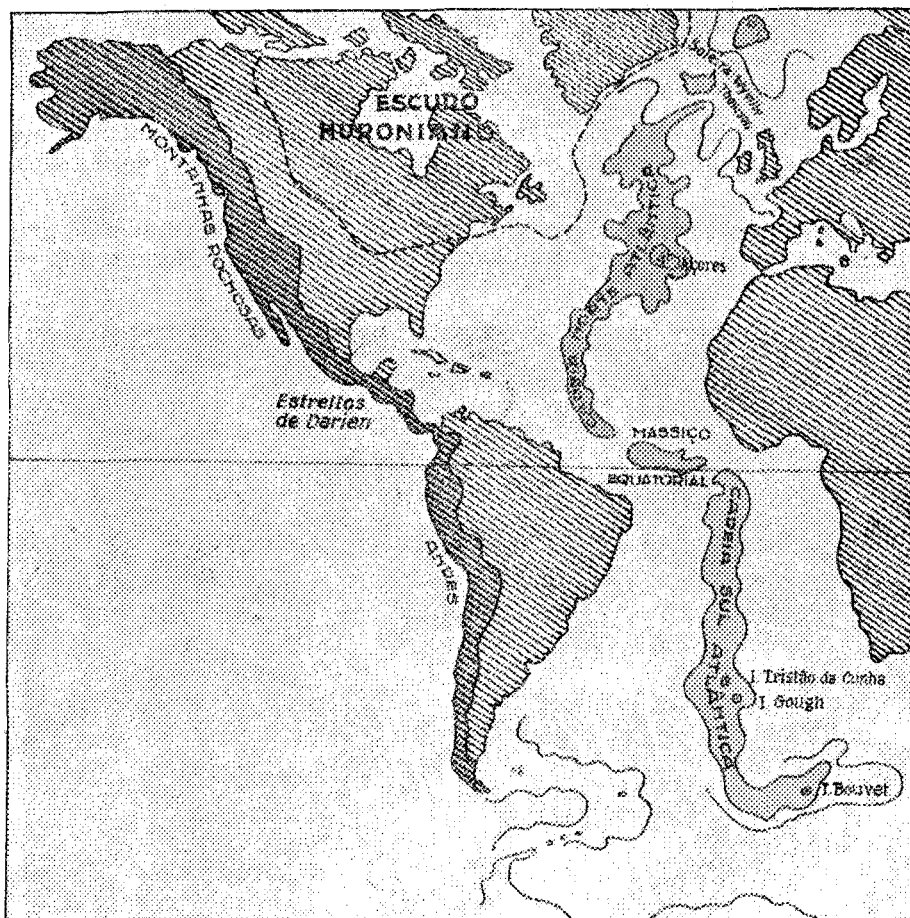 ESCUDO
HURONIANO
MONTANHAS ROCHOSAS
Açores
Estreitos
de Darien
MASSIÇO
EQUATORIAL
ANDES
CADEIA SUL ATLÂNTICA
I. Tristão da Cunha
I. Gough
I. Bouvet